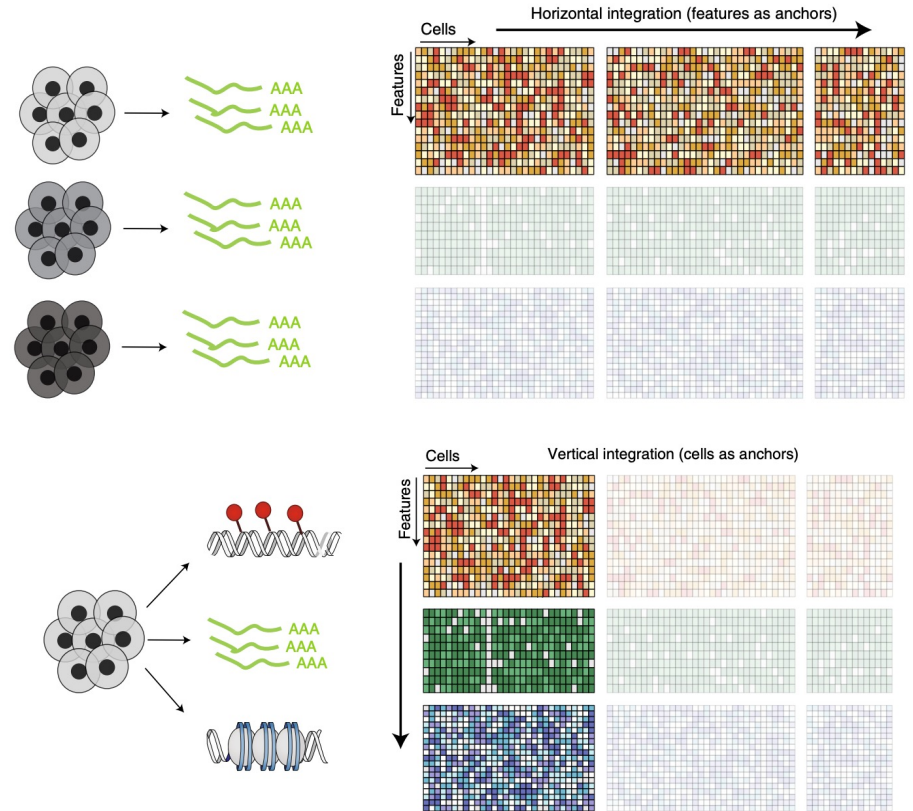 Horizontal integration (features as anchors)
Cells
Features
AAA
AAA
AAA
AAA
AAA
AAA
AAA
AAA
AAA
Vertical integration (cells as anchors)
Cells
Features
AAA
AAA
AAA